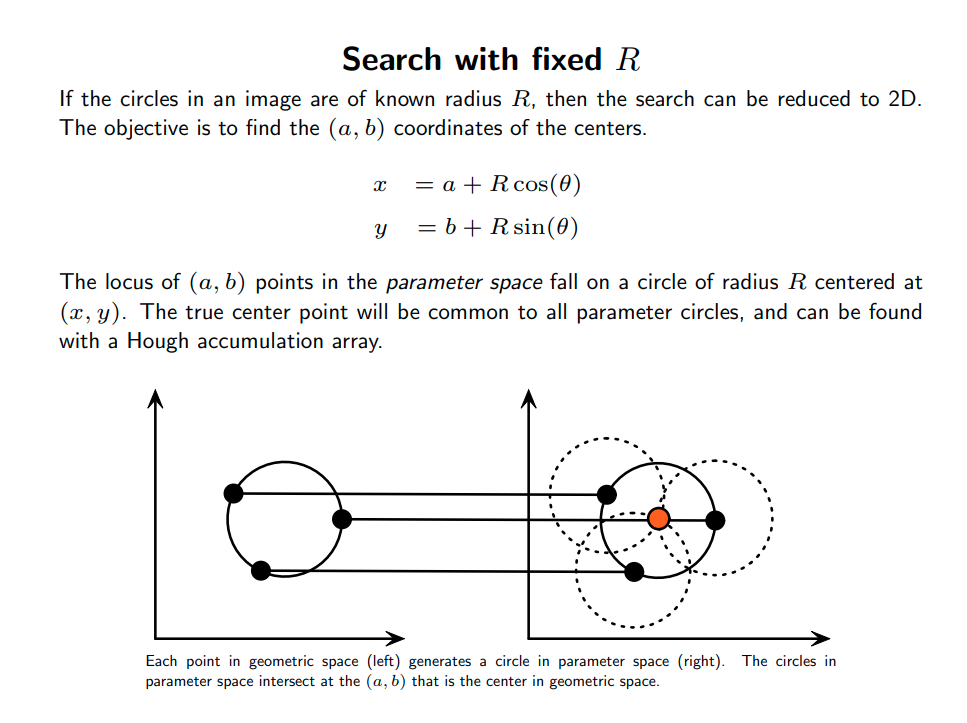 Search with fixed R
If the circles in an image are of known radius R, then the search can be reduced to 2D.
The objective is to find the (a, b) coordinates of the centers.
x = a + R cos(θ)
y = b + R sin(θ)
The locus of (a, b) points in the parameter space fall on a circle of radius R centered at
(x, y). The true center point will be common to all parameter circles, and can be found
with a Hough accumulation array.
Each point in geometric space (left) generates a circle in parameter space (right). The circles in
parameter space intersect at the (a, b) that is the center in geometric space.